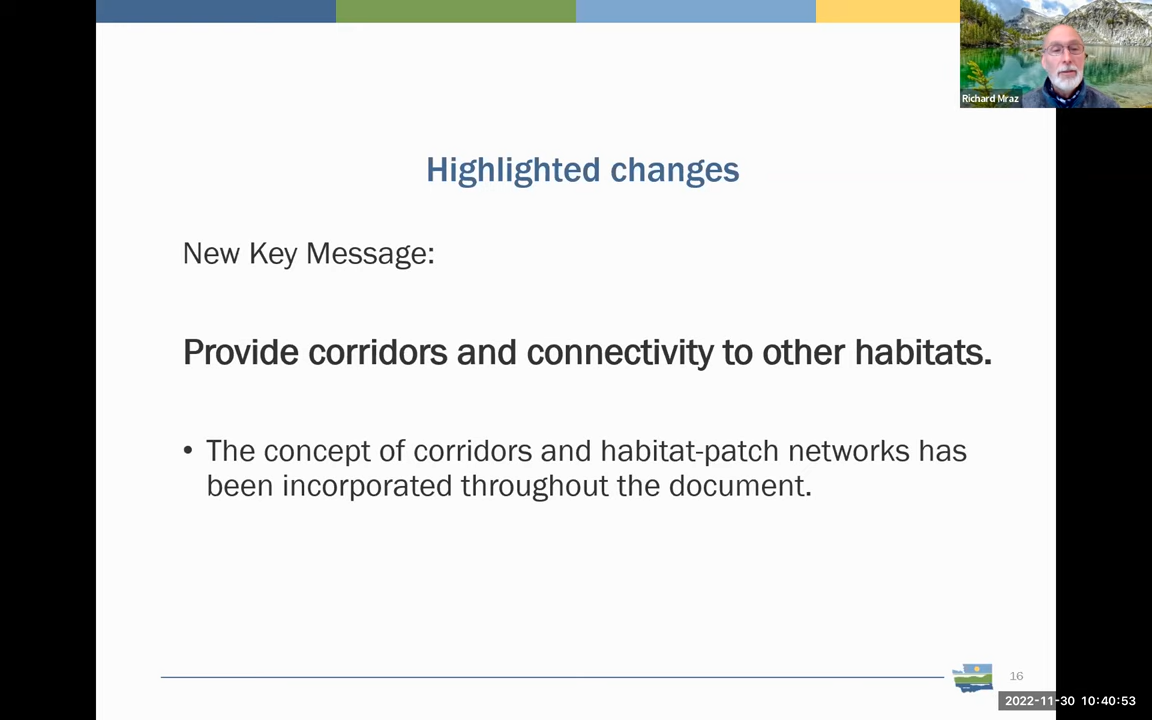 Richard Mraz
Highlighted changes
New Key Message:
Provide corridors and connectivity to other habitats.
• The concept of corridors and habitat-patch networks has
been incorporated throughout the document.
16
2022-11-30 10:40:53